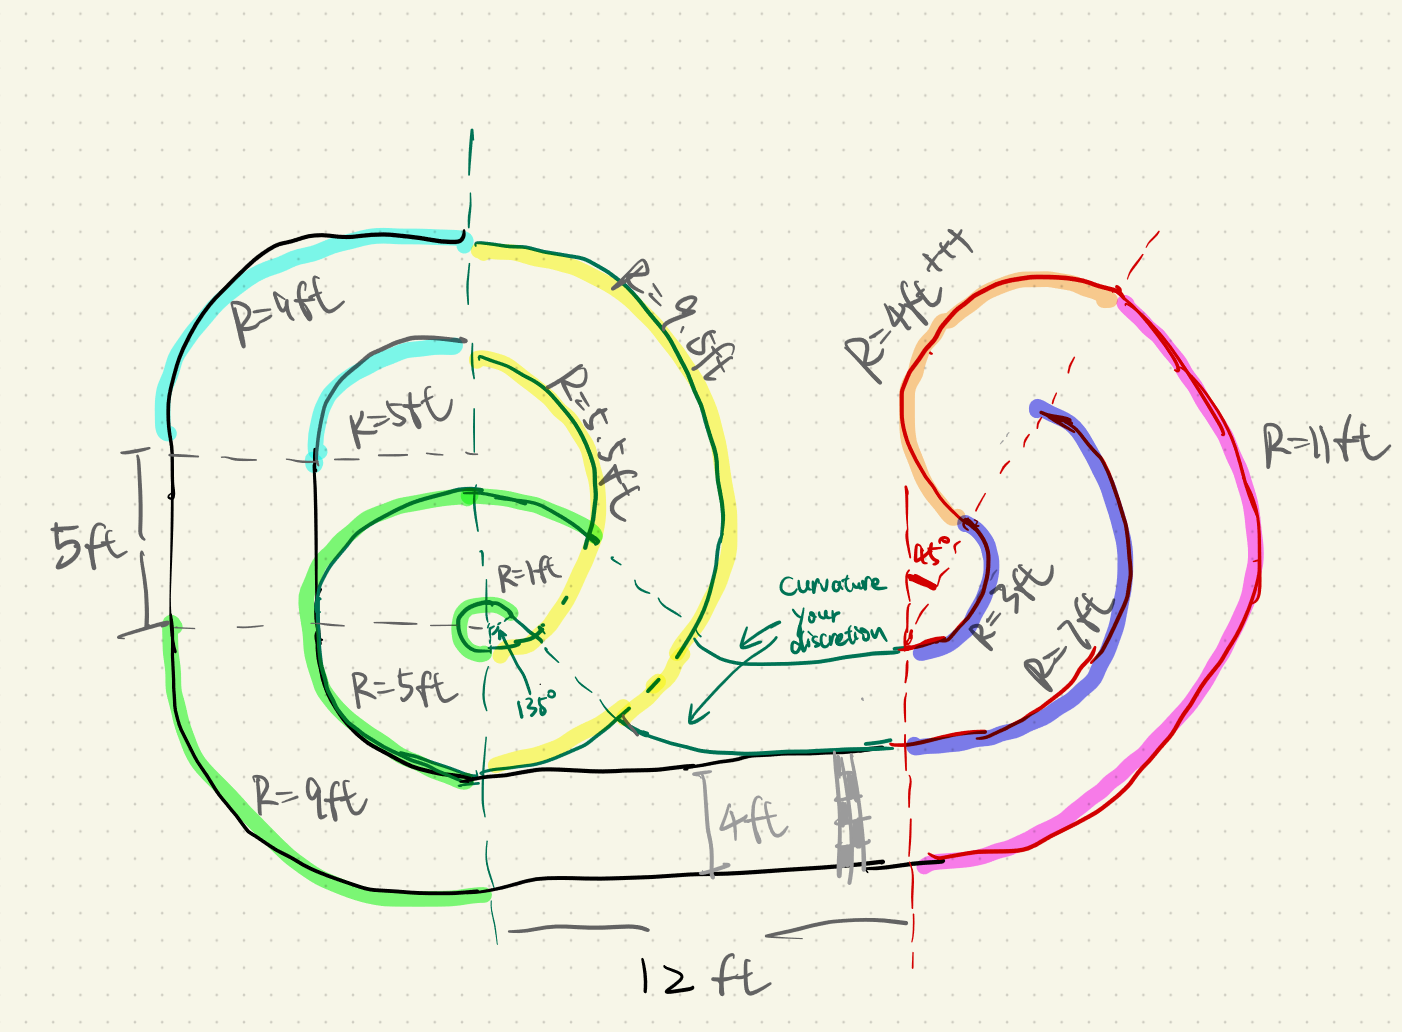 R=4ft+++
R=9.5ft
R=9ft
R=5.5ft
R=5ft
R=11ft
5ft
45°
R=1ft
Curvature
your
discretion
R=3ft
R=7ft
R=5ft
135°
R=9ft
4ft
12 ft